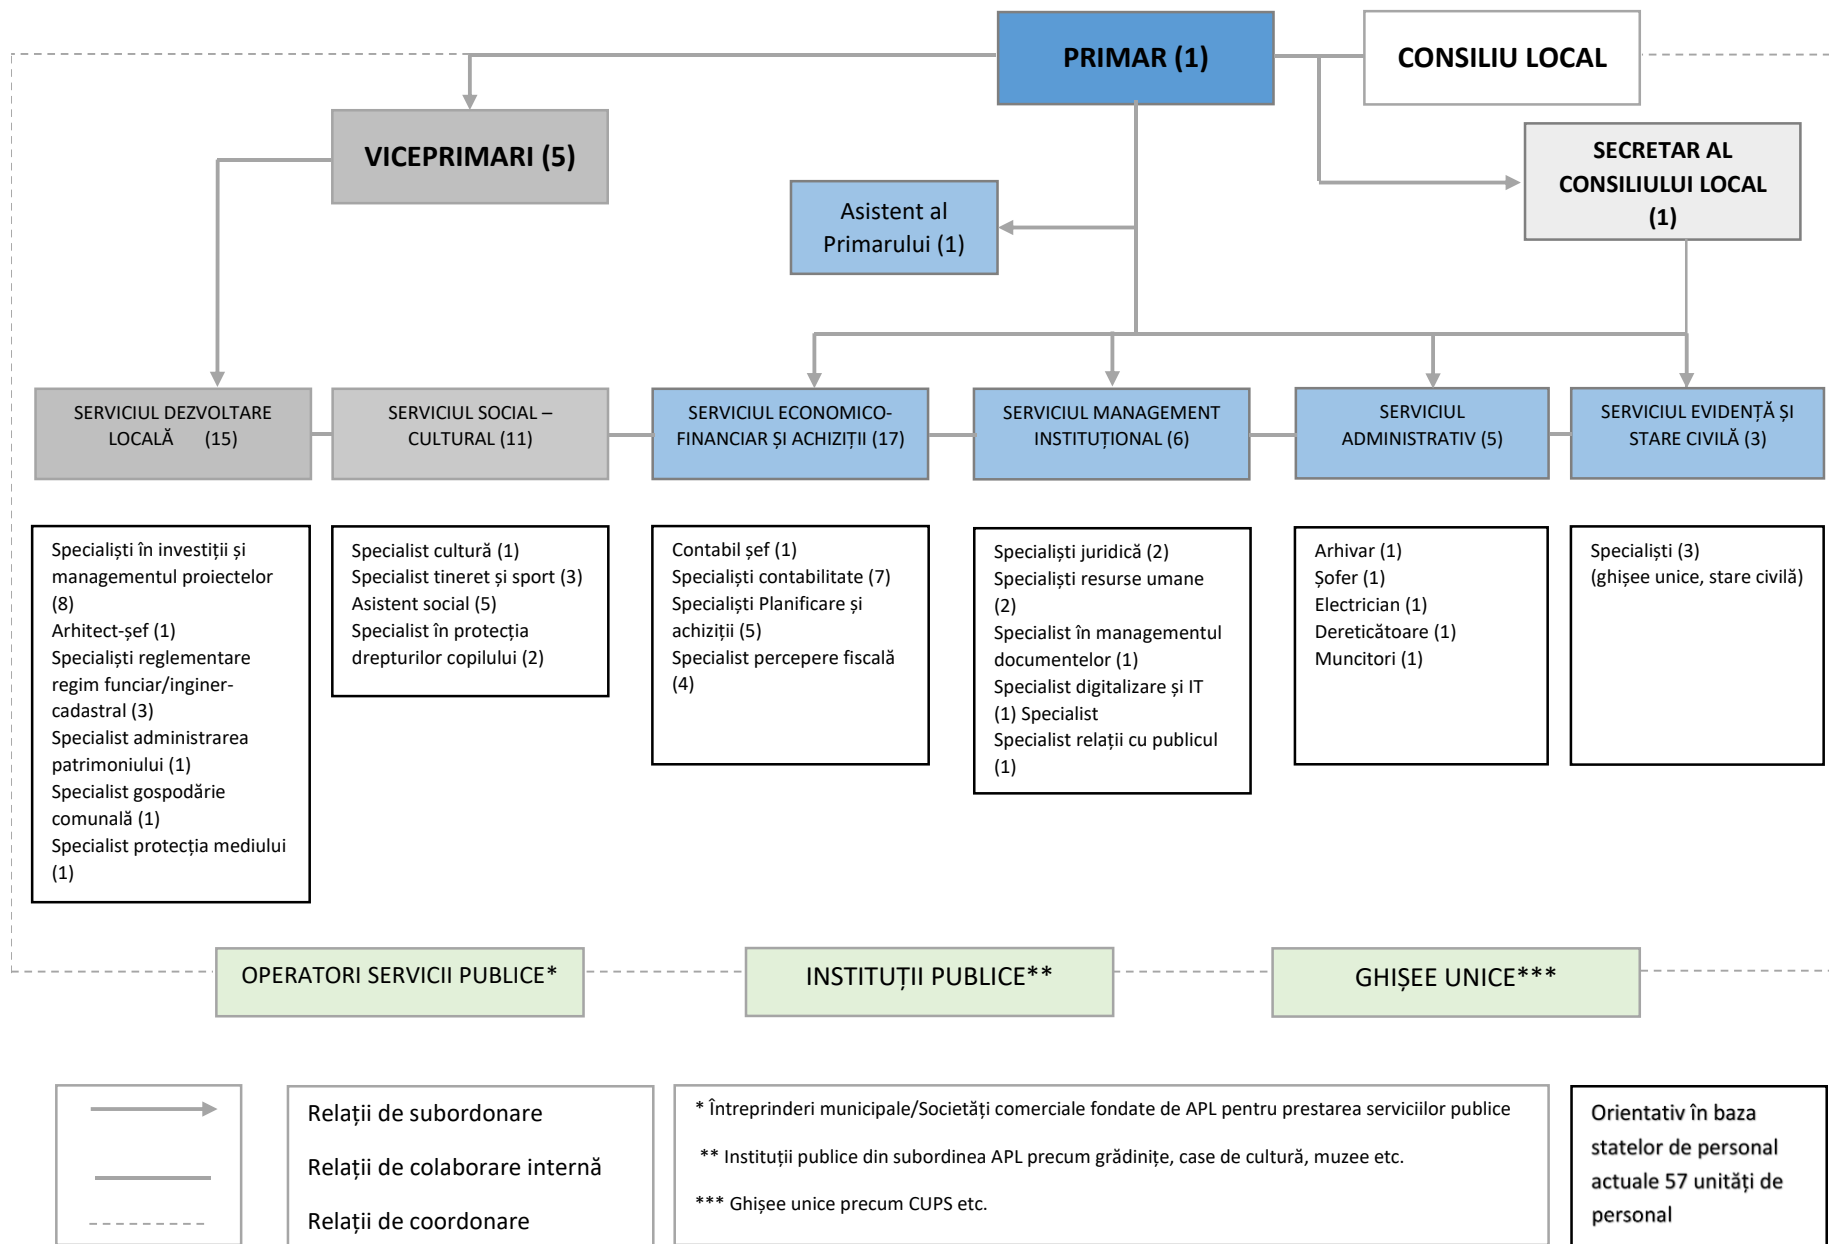 PRIMAR (1)
CONSILIU LOCAL
VICEPRIMARI (5)
SECRETAR AL
CONSILIULUI LOCAL
(1)
Asistent al
Primarului (1)
SERVICIUL DEZVOLTARE
LOCALĂ (15)
SERVICIUL SOCIAL –
CULTURAL (11)
SERVICIUL ECONOMICO-
FINANCIAR ȘI ACHIZIȚII (17)
SERVICIUL MANAGEMENT
INSTITUȚIONAL (6)
SERVICIUL
ADMINISTRATIV (5)
SERVICIUL EVIDENȚĂ ȘI
STARE CIVILĂ (3)
Specialiști în investiții și
managementul proiectelor
(8)
Arhitect-șef (1)
Specialiști reglementare
regim funciar/inginer-
cadastral (3)
Specialist administrarea
patrimoniului (1)
Specialist gospodărie
comunală (1)
Specialist protecția mediului
(1)
Specialist cultură (1)
Specialist tineret și sport (3)
Asistent social (5)
Specialist în protecția
drepturilor copilului (2)
Contabil șef (1)
Specialiști contabilitate (7)
Specialiști Planificare și
achiziții (5)
Specialist percepere fiscală
(4)
Specialiști juridică (2)
Specialiști resurse umane
(2)
Specialist în managementul
documentelor (1)
Specialist digitalizare și IT
(1) Specialist
Specialist relații cu publicul
(1)
Arhivar (1)
Șofer (1)
Electrician (1)
Dereticătoare (1)
Muncitori (1)
Specialiști (3)
(ghișee unice, stare civilă)
OPERATORI SERVICII PUBLICE*
INSTITUȚII PUBLICE**
GHIȘEE UNICE***
Relații de subordonare
Relații de colaborare internă
Relații de coordonare
* Întreprinderi municipale/Societăți comerciale fondate de APL pentru prestarea serviciilor publice
** Instituții publice din subordinea APL precum grădinițe, case de cultură, muzee etc.
*** Ghișee unice precum CUPS etc.
Orientativ în baza
statelor de personal
actuale 57 unități de
personal